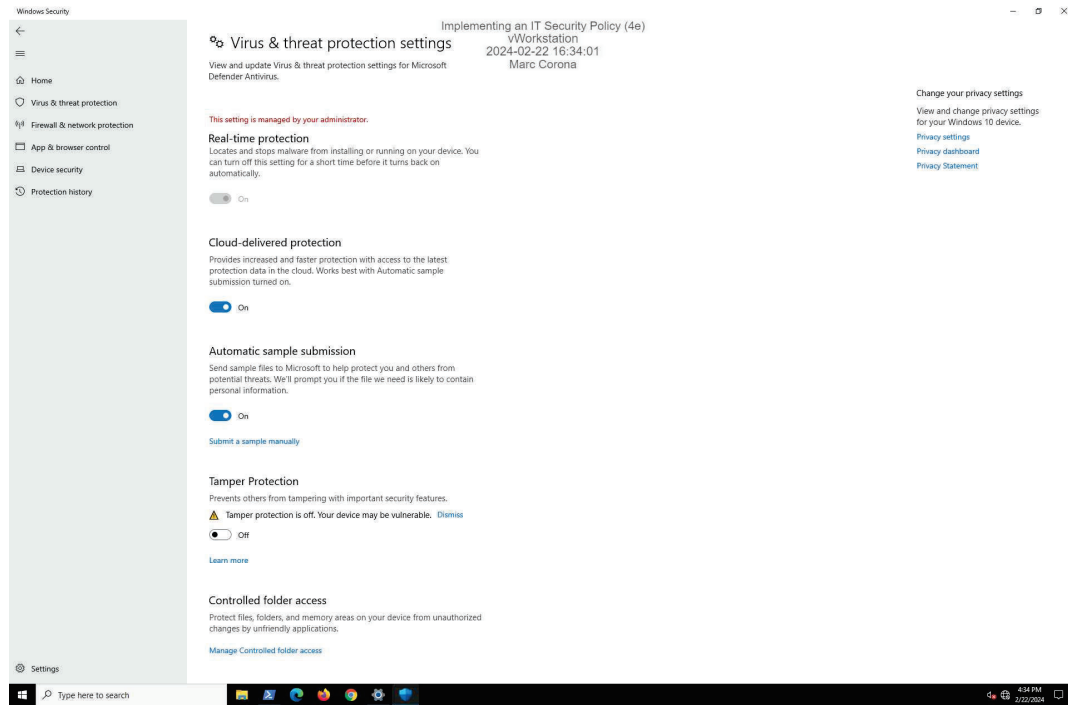 Windows Security
Implementing an IT Security Policy (4e)
vWorkstation
2024-02-22 16:34:01
Marc Corona
Home
Virus & threat protection
Firewall & network protection
App & browser control
Device security
Protection history
Settings
Virus & threat protection settings
View and update Virus & threat protection settings for Microsoft
Defender Antivirus.
This setting is managed by your administrator.
Real-time protection
Locates and stops malware from installing or running on your device. You
can turn off this setting for a short time before it turns back on
automatically.
On
Cloud-delivered protection
Provides increased and faster protection with access to the latest
protection data in the cloud. Works best with Automatic sample
submission turned on.
On
Automatic sample submission
Send sample files to Microsoft to help protect you and others from
potential threats. We'll prompt you if the file we need is likely to contain
personal information.
On
Submit a sample manually
Tamper Protection
Prevents others from tampering with important security features.
Tamper protection is off. Your device may be vulnerable. Dismiss
Off
Learn more
Controlled folder access
Protect files, folders, and memory areas on your device from unauthorized
changes by unfriendly applications.
Manage Controlled folder access
Change your privacy settings
View and change privacy settings
for your Windows 10 device.
Privacy settings
Privacy dashboard
Privacy Statement
Type here to search
4:34 PM
2/22/2024